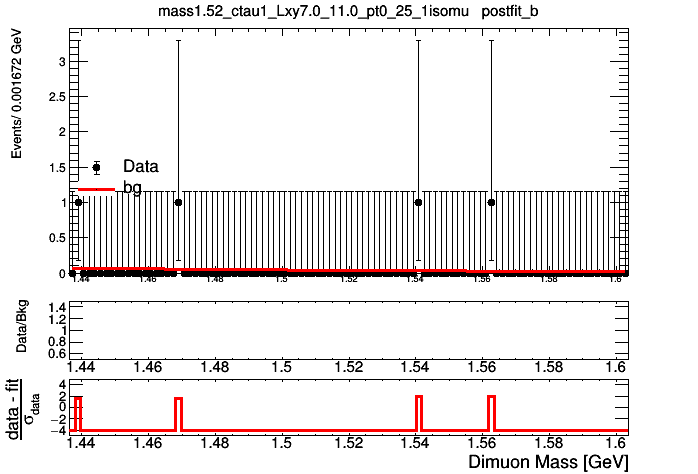 mass1.52_ctau1_Lxy7.0_11.0_pt0_25_1isomu postfit_b
Events/ 0.001672 GeV
3
2.5
2
1.5
1
0.5
0
Data
bg
1.44 1.46 1.48 1.5 1.52 1.54 1.56 1.58 1.6
Data/Bkg
1.4
1.2
1
0.8
0.6
1.44 1.46 1.48 1.5 1.52 1.54 1.56 1.58 1.6
data - fit
σdata
4
2
0
−2
−4
1.44 1.46 1.48 1.5 1.52 1.54 1.56 1.58 1.6
Dimuon Mass [GeV]